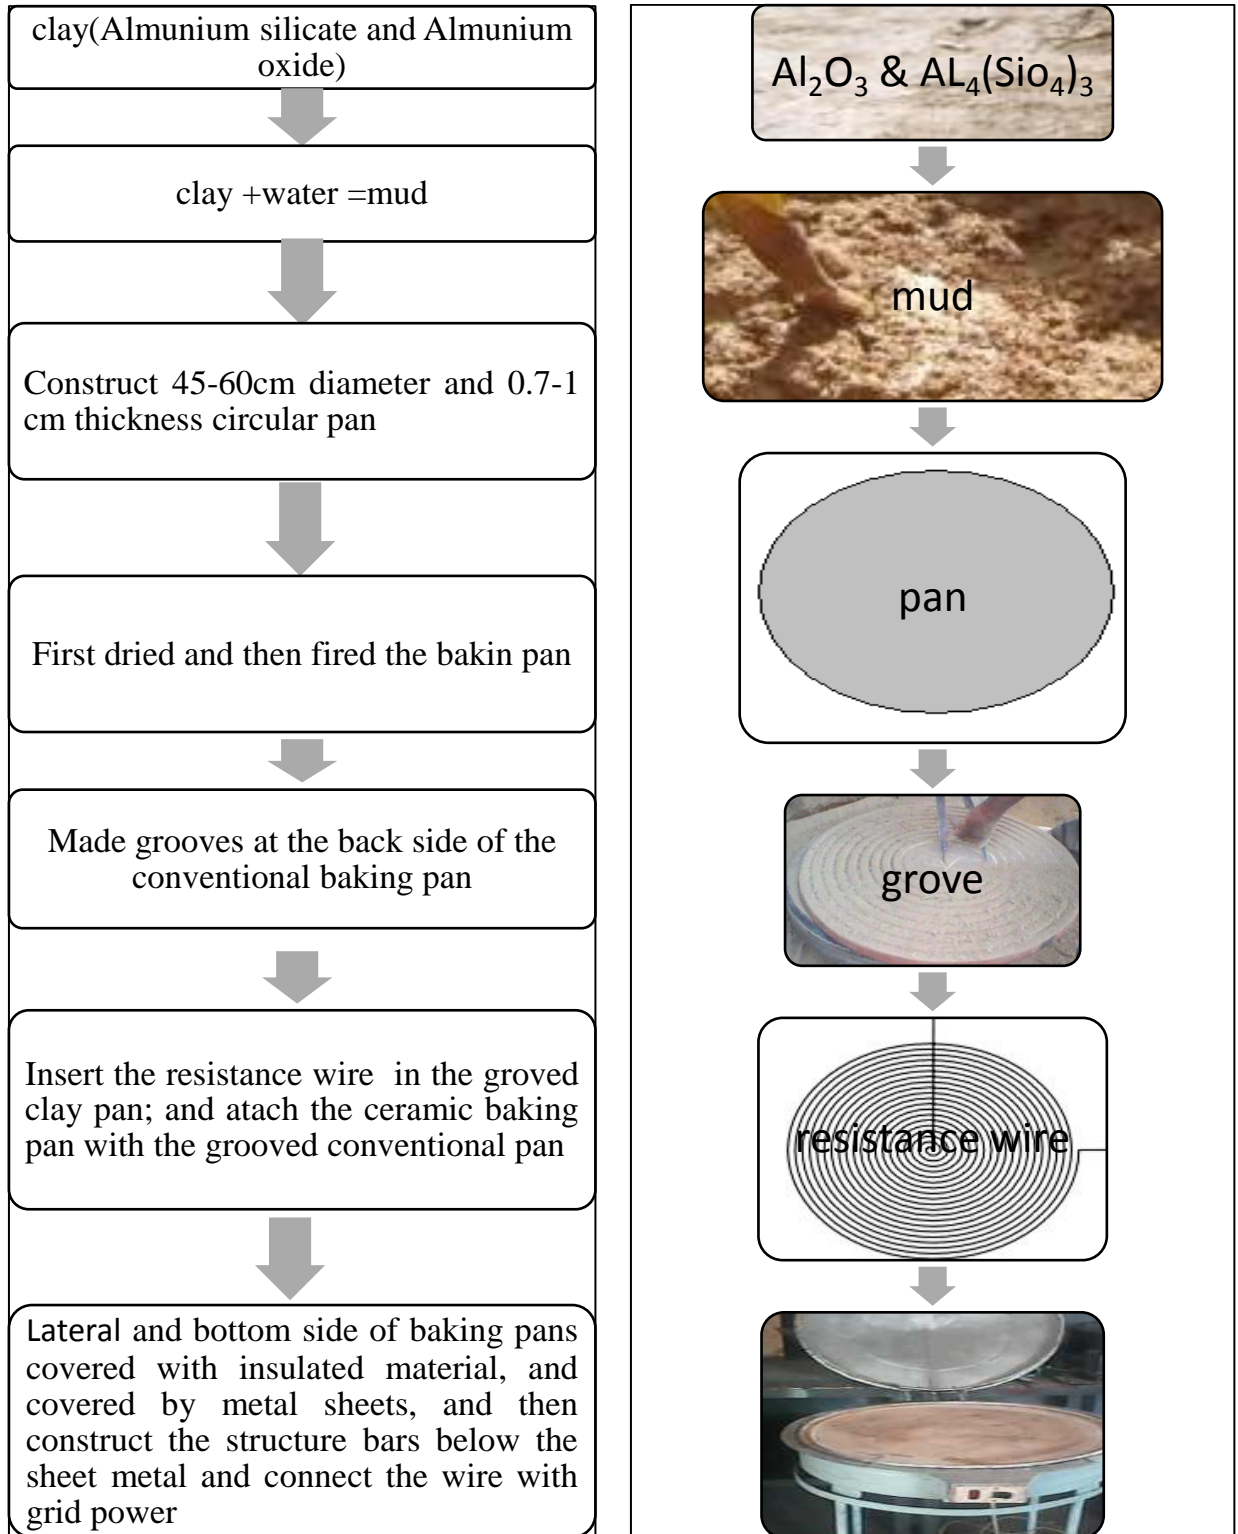 clay(Almunium silicate and Almunium
oxide)
clay +water =mud
Construct 45-60cm diameter and 0.7-1
cm thickness circular pan
First dried and then fired the bakin pan
Made grooves at the back side of the
conventional baking pan
Insert the resistance wire in the groved
clay pan; and atach the ceramic baking
pan with the grooved conventional pan
Lateral and bottom side of baking pans
covered with insulated material, and
covered by metal sheets, and then
construct the structure bars below the
sheet metal and connect the wire with
grid power
Al₂O₃ & AL₄(Sio₄)₃
mud
pan
grove
resistance wire